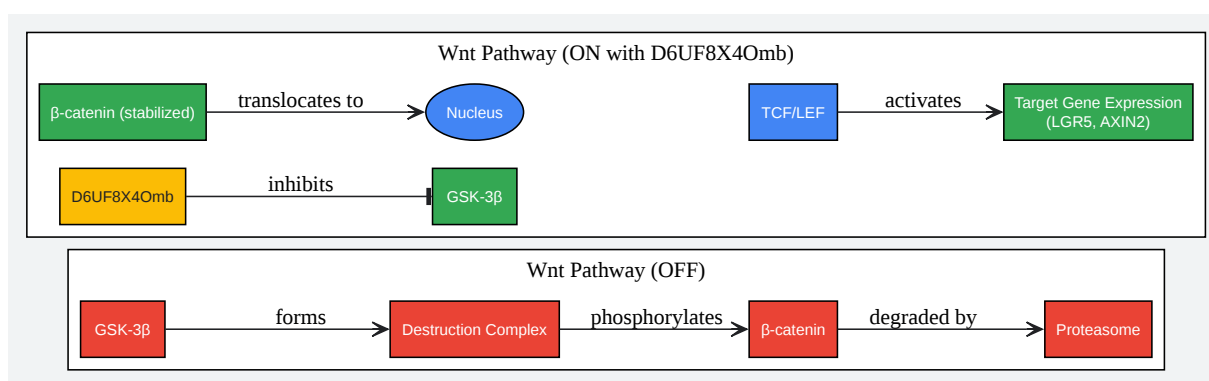 Wnt Pathway (ON with D6UF8X4Omb)
β-catenin (stabilized)
translocates to
Nucleus
TCF/LEF
activates
Target Gene Expression
(LGR5, AXIN2)
D6UF8X4Omb
inhibits
GSK-3β
Wnt Pathway (OFF)
GSK-3β
forms
Destruction Complex
phosphorylates
β-catenin
degraded by
Proteasome